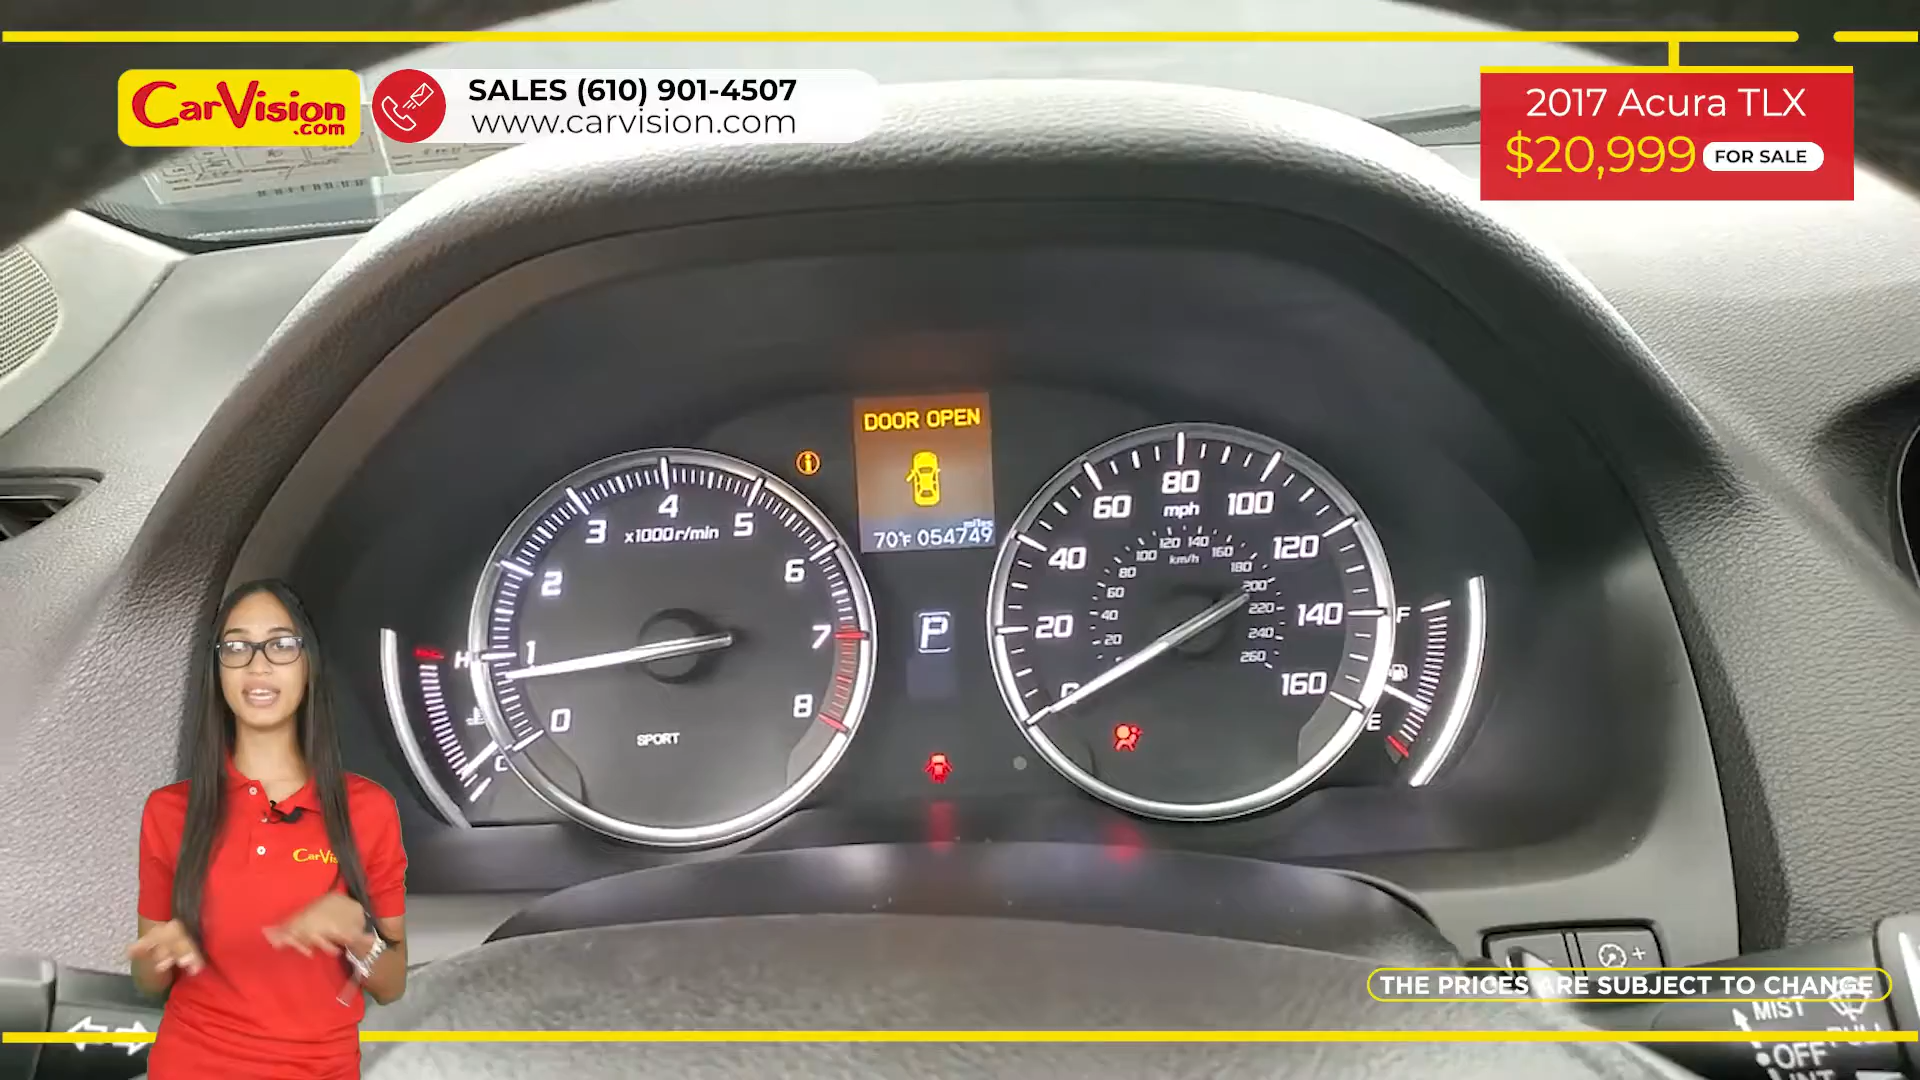 CarVision
.com
SALES (610) 901-4507
www.carvision.com
2017 Acura TLX
$20,999 FOR SALE
DOOR OPEN
miles
70°F 054749
0
1
2
3
4
5
6
7
8
x1000r/min
SPORT
H
C
P
20
40
60
80
100
120
140
160
mph
km/h
20
40
60
80
100
120
140
160
180
200
220
240
260
F
E
CarVis
+
THE PRICES ARE SUBJECT TO CHANGE
MIST
OFF
INT